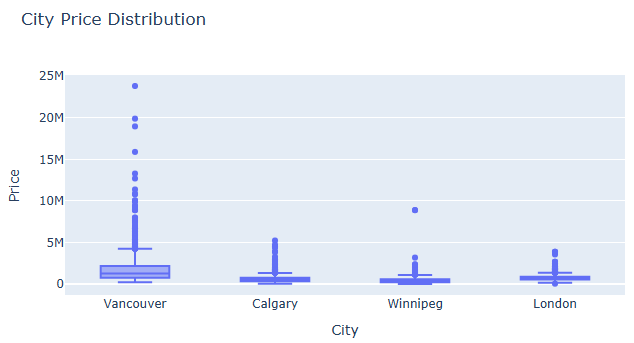 City Price Distribution
25M
20M
15M
10M
5M
0
Price
Vancouver
Calgary
Winnipeg
London
City